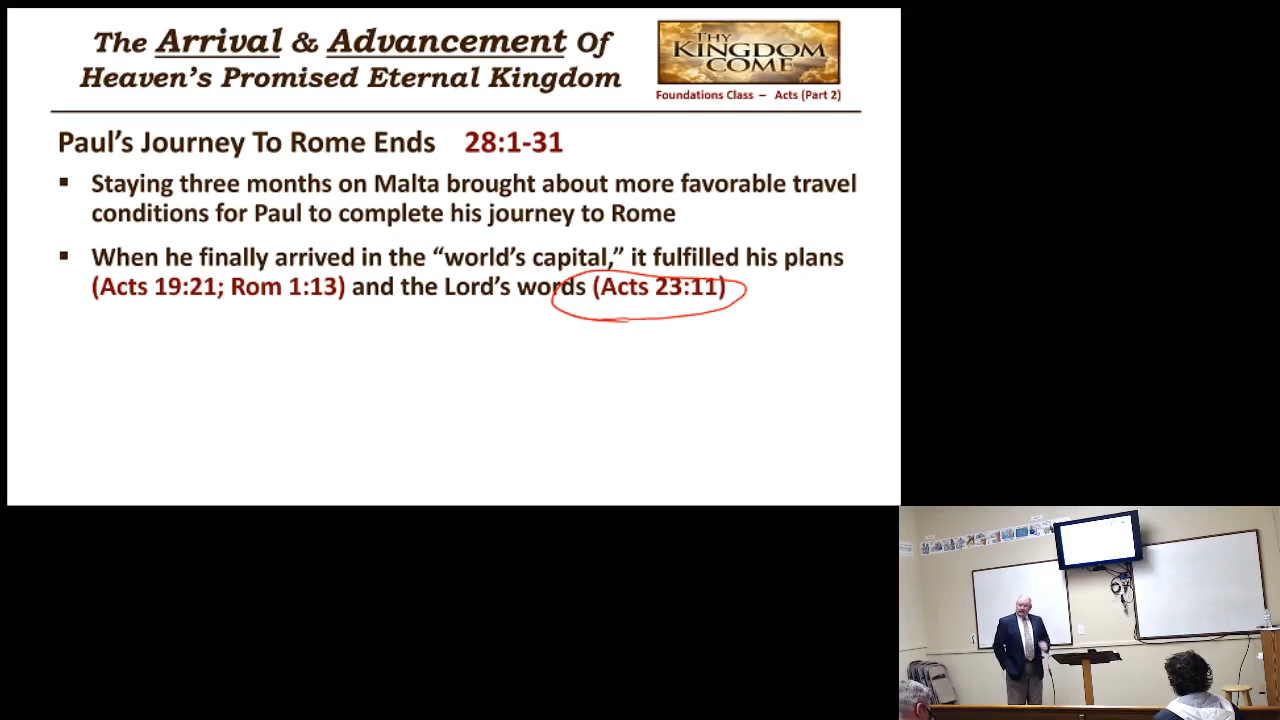 The Arrival & Advancement Of
Heaven's Promised Eternal Kingdom
THY
KINGDOM
COME
Foundations Class – Acts (Part 2)
Paul's Journey To Rome Ends 28:1-31
▪ Staying three months on Malta brought about more favorable travel
conditions for Paul to complete his journey to Rome
▪ When he finally arrived in the “world's capital,” it fulfilled his plans
(Acts 19:21; Rom 1:13) and the Lord's words (Acts 23:11)